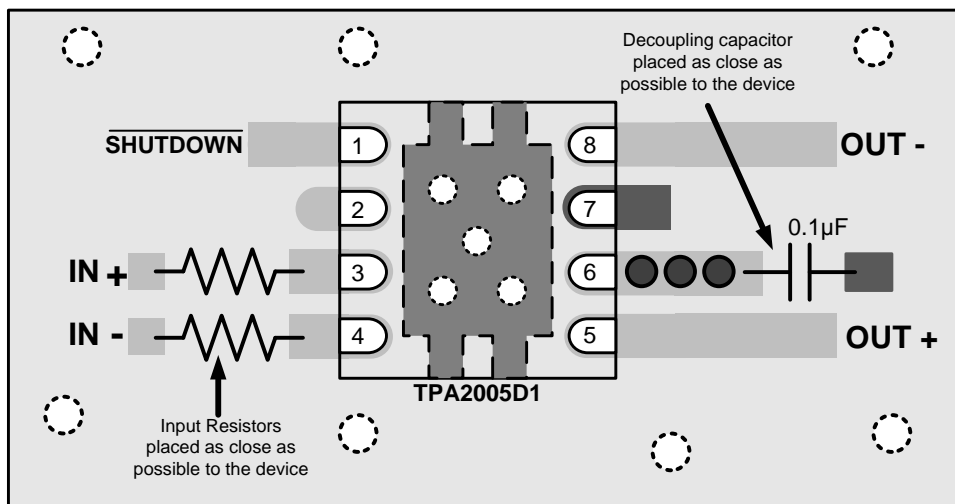 Decoupling capacitor
placed as close as
possible to the device
SHUTDOWN
1
8
OUT -
2
7
0.1µF
IN +
3
6
IN -
4
5
OUT +
TPA2005D1
Input Resistors
placed as close as
possible to the device